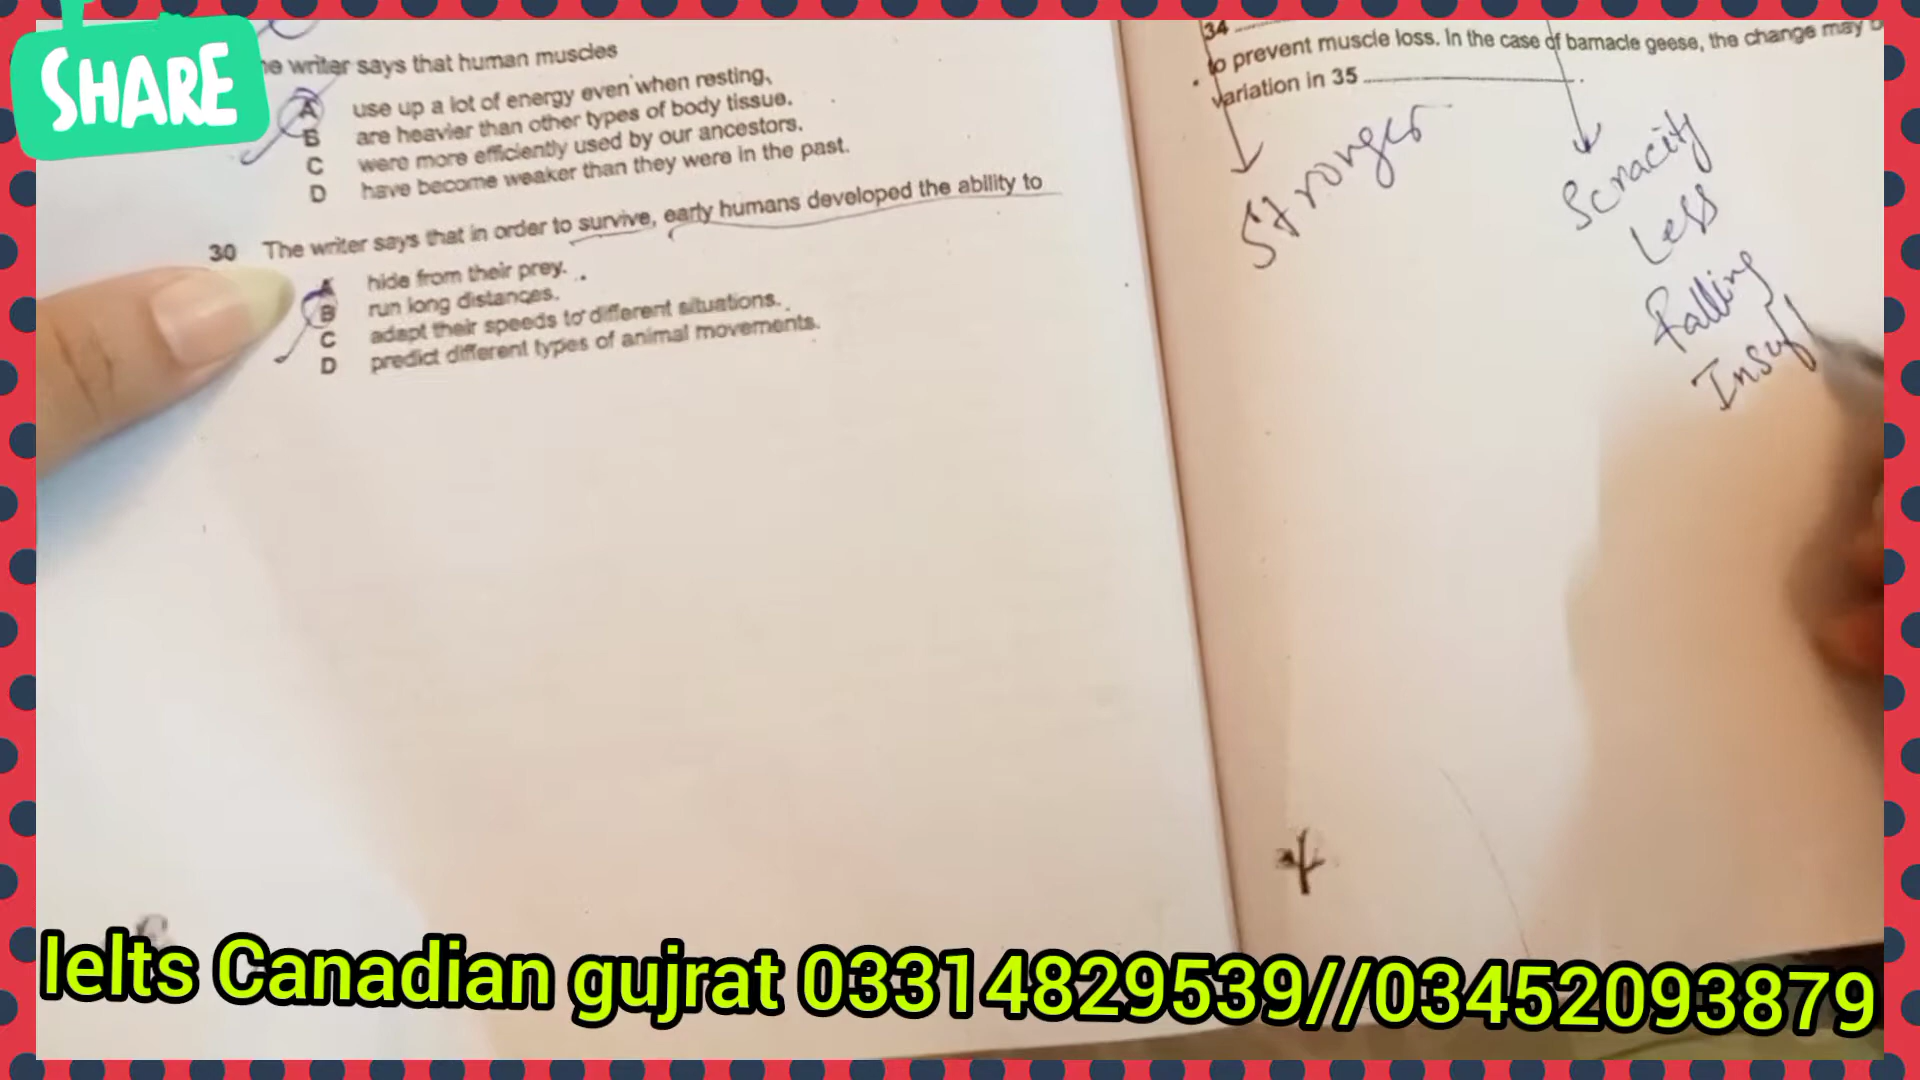 SHARE
he writer says that human muscles
A use up a lot of energy even when resting,
B are heavier than other types of body tissue.
C were more efficiently used by our ancestors.
D have become weaker than they were in the past.
30 The writer says that in order to survive, early humans developed the ability to
A hide from their prey.
B run long distances.
C adapt their speeds to different situations.
D predict different types of animal movements.
34
to prevent muscle loss. In the case of barnacle geese, the change may b
variation in 35
Stronger
Scracity
Less
Falling
Insuf
Ielts Canadian gujrat 03314829539//03452093879